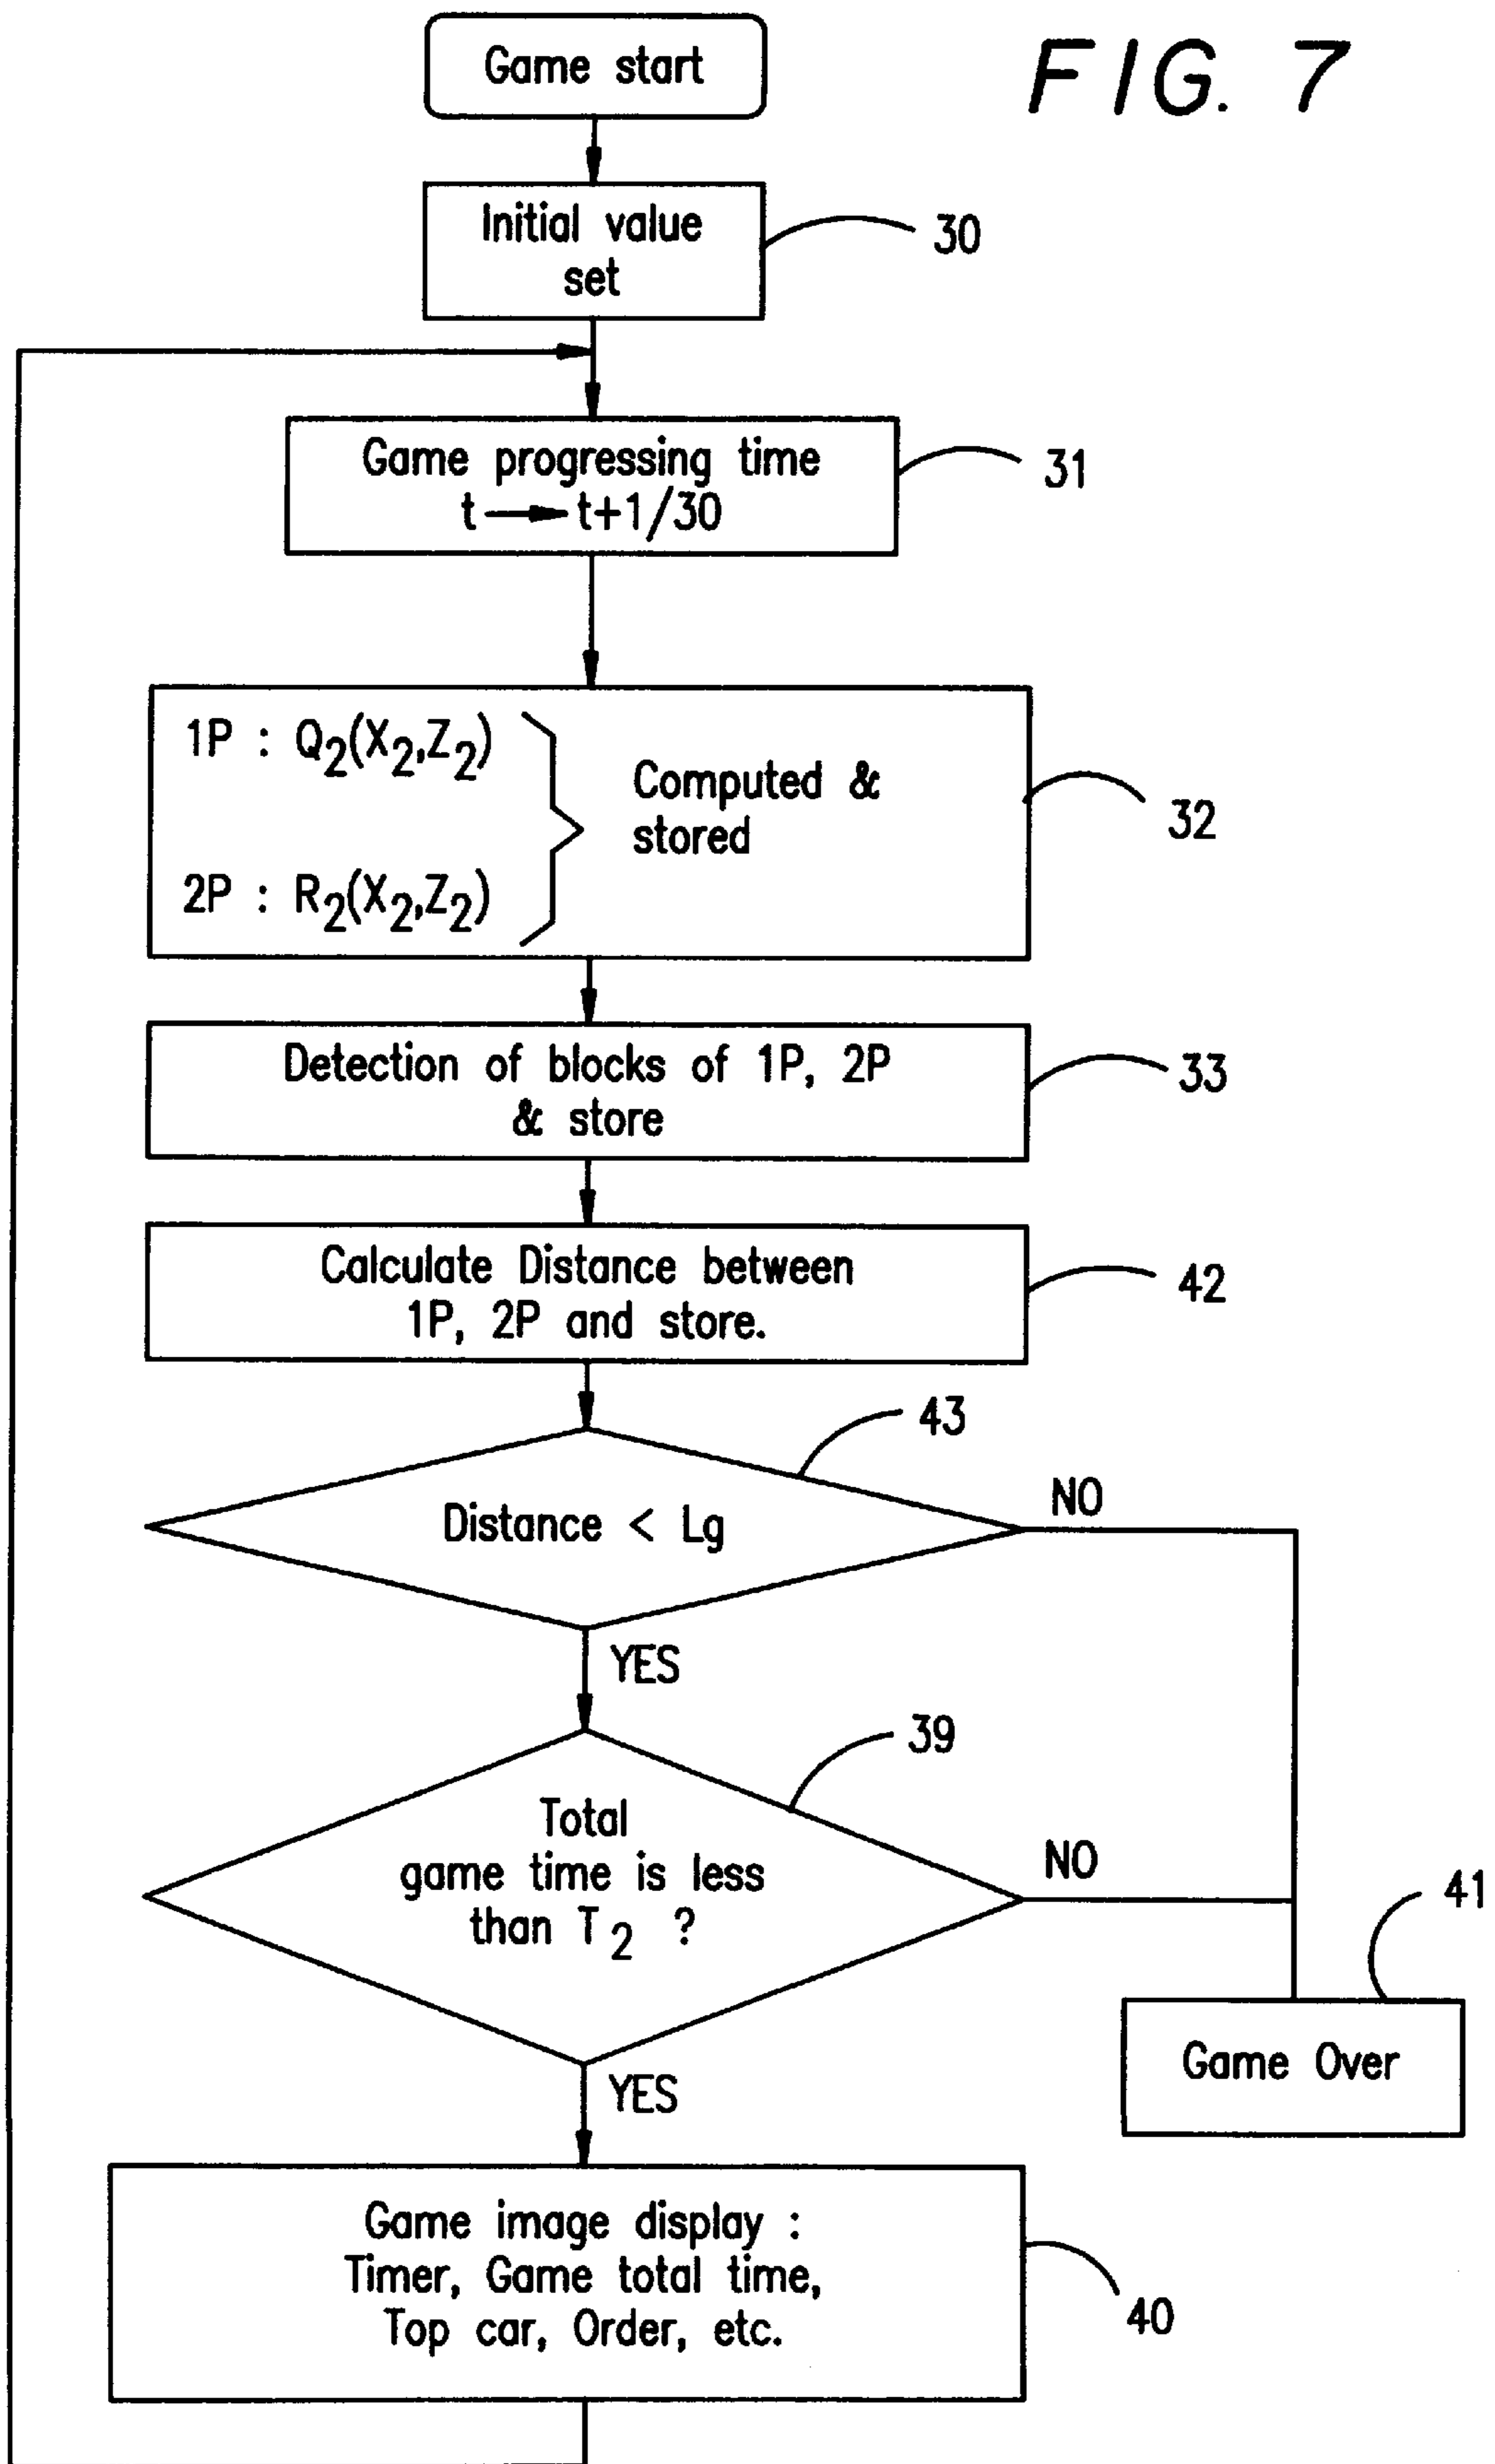 FIG. 7
Game start
Initial value
set
30
Game progressing time
t → t+1/30
31
1P : Q₂(X₂,Z₂)
Computed &
stored
2P : R₂(X₂,Z₂)
32
Detection of blocks of 1P, 2P
& store
33
Calculate Distance between
1P, 2P and store.
42
43
Distance < Lg
NO
YES
39
Total
game time is less
than T₂ ?
NO
41
Game Over
YES
Game image display :
Timer, Game total time,
Top car, Order, etc.
40